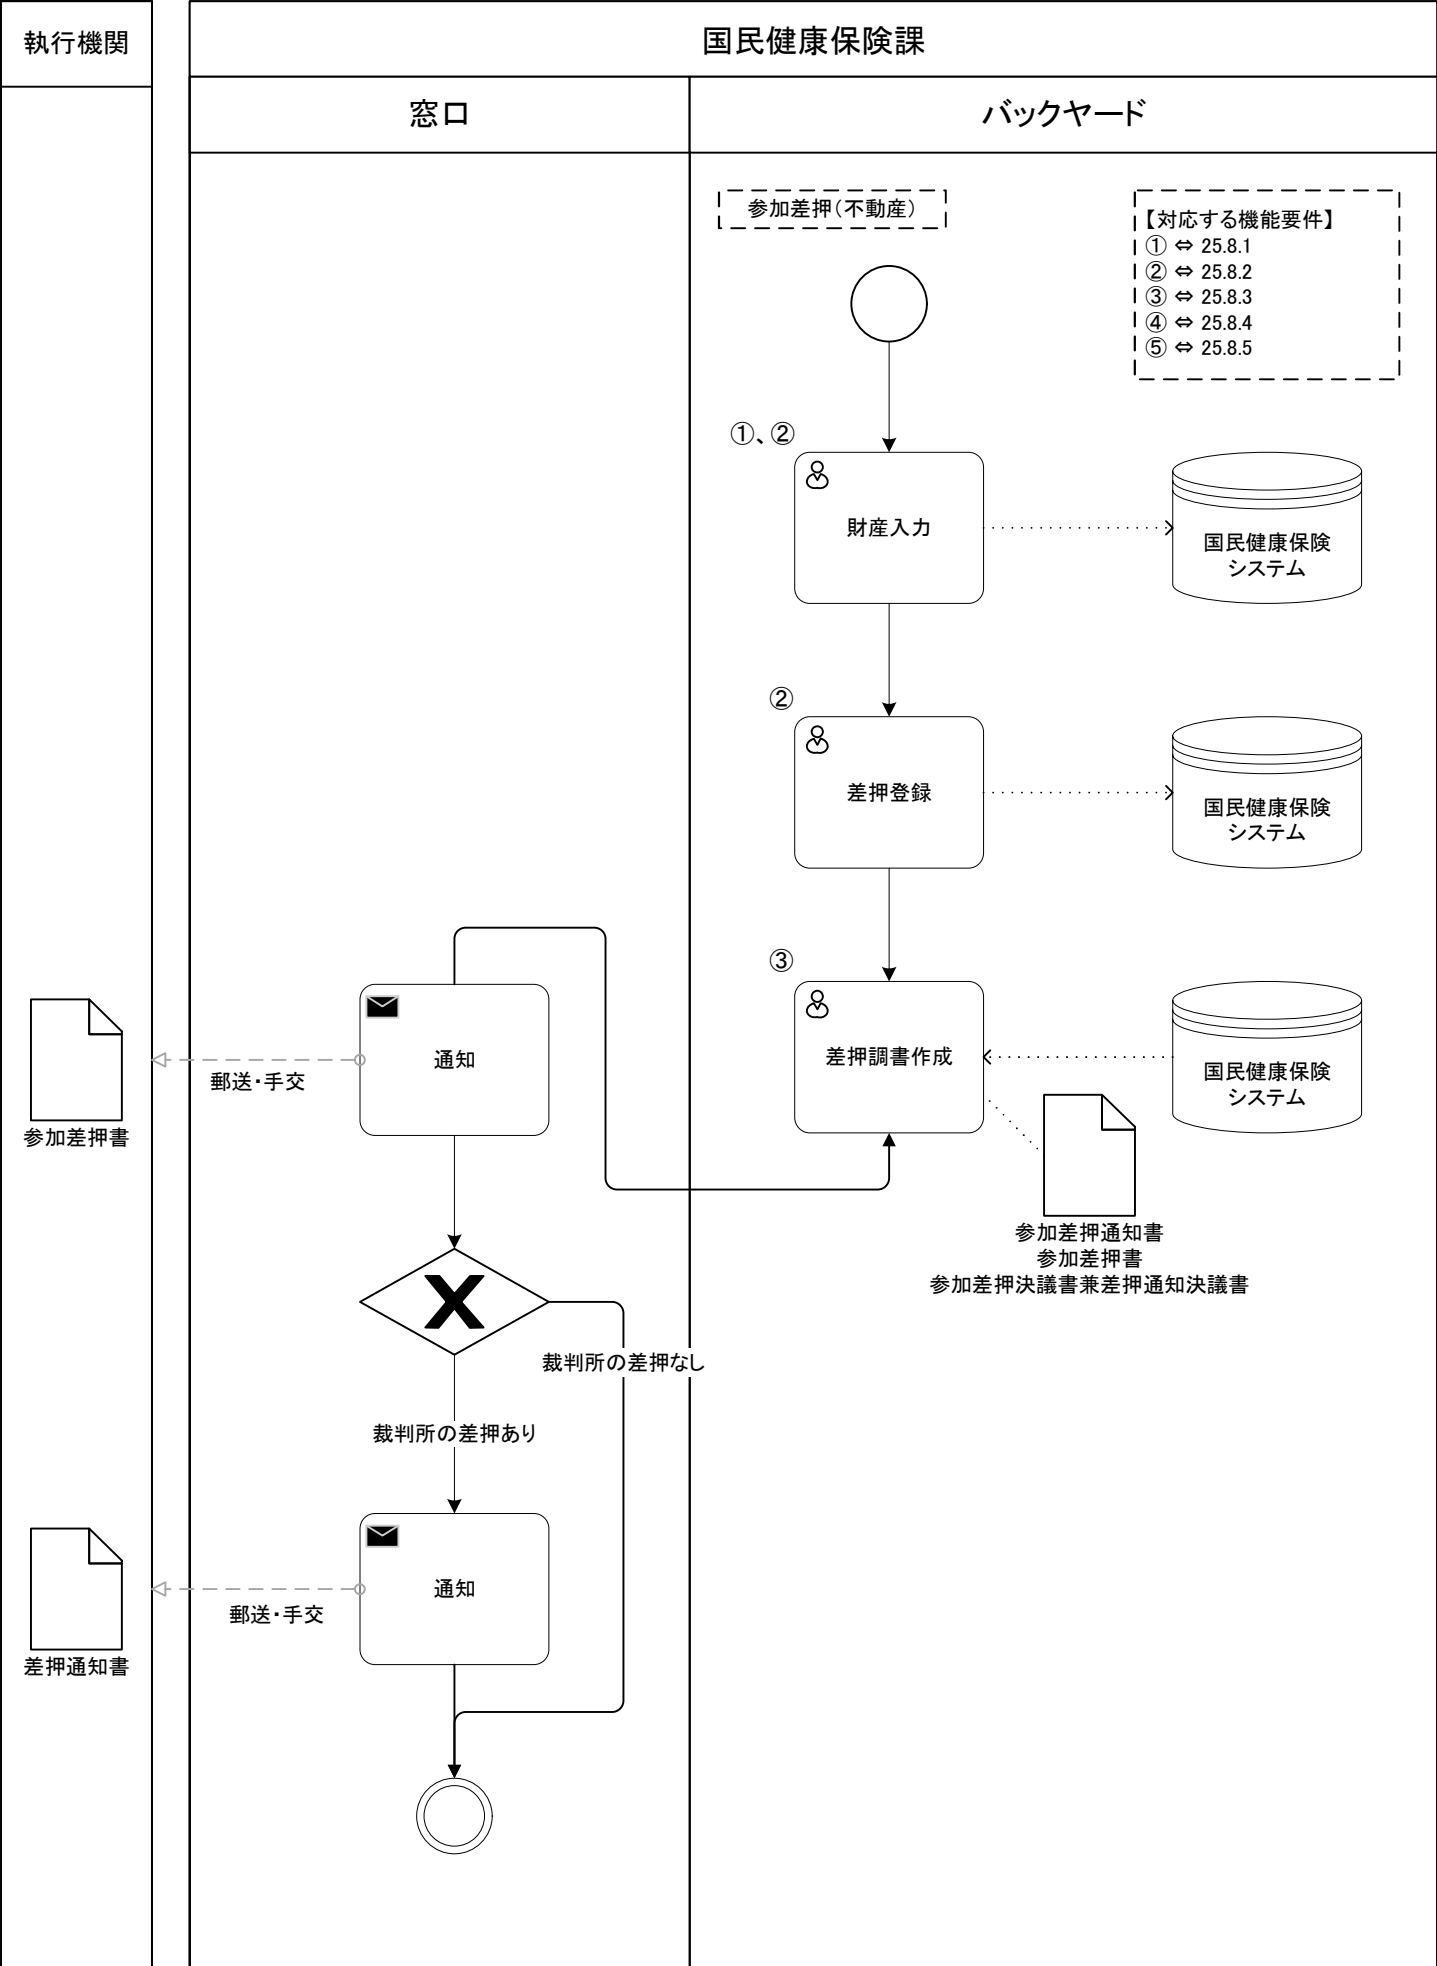 執行機関
国民健康保険課
窓口
バックヤード
参加差押（不動産）
【対応する機能要件】
① ⇔ 25.8.1
② ⇔ 25.8.2
③ ⇔ 25.8.3
④ ⇔ 25.8.4
⑤ ⇔ 25.8.5
①、②
財産入力
国民健康保険
システム
②
差押登録
国民健康保険
システム
③
差押調書作成
国民健康保険
システム
参加差押通知書
参加差押書
参加差押決議書兼差押通知決議書
通知
郵送・手交
参加差押書
裁判所の差押なし
裁判所の差押あり
通知
郵送・手交
差押通知書